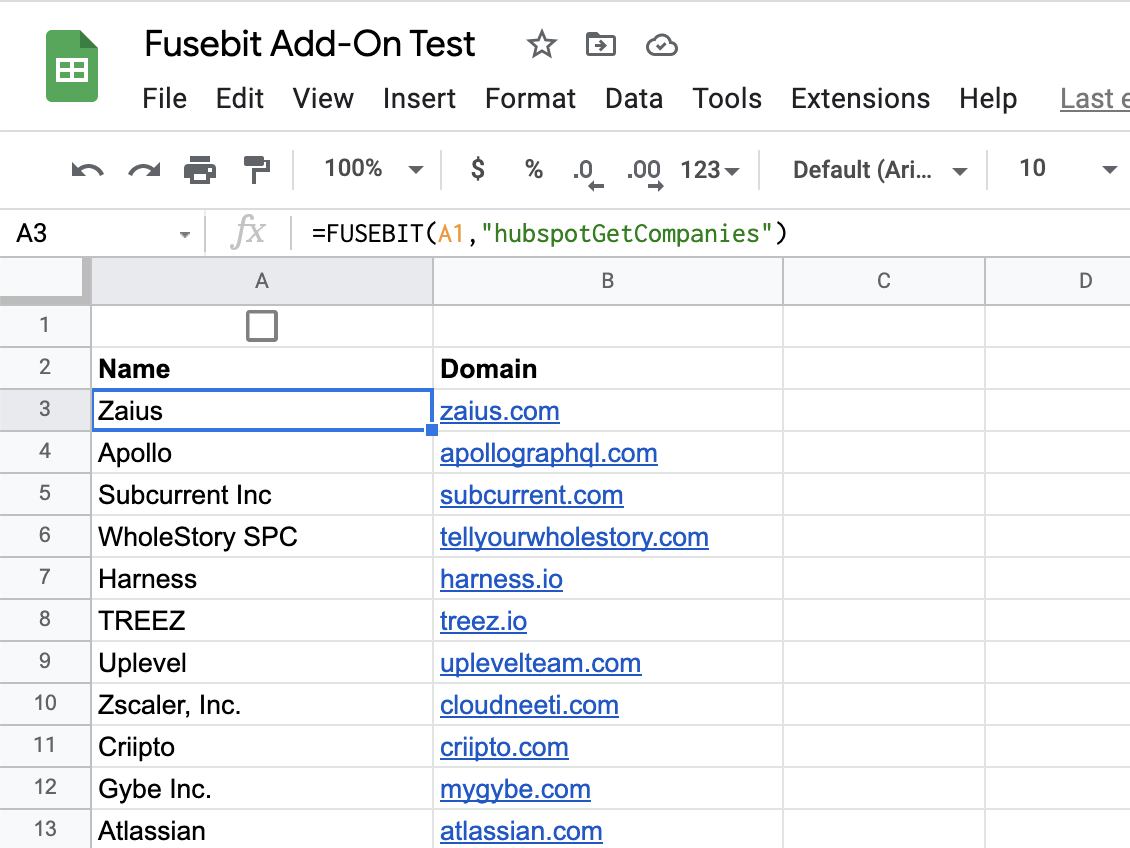 Fusebit Add-On Test
File Edit View Insert Format Data Tools Extensions Help Last e
100% $ % .0 .00 123 Default (Ari... 10
A3 fx =FUSEBIT(A1,"hubspotGetCompanies")
A B C D
1
2 Name Domain
3 Zaius zaius.com
4 Apollo apollographql.com
5 Subcurrent Inc subcurrent.com
6 WholeStory SPC tellyourwholestory.com
7 Harness harness.io
8 TREEZ treez.io
9 Uplevel uplevelteam.com
10 Zscaler, Inc. cloudneeti.com
11 Criipto criipto.com
12 Gybe Inc. mygybe.com
13 Atlassian atlassian.com